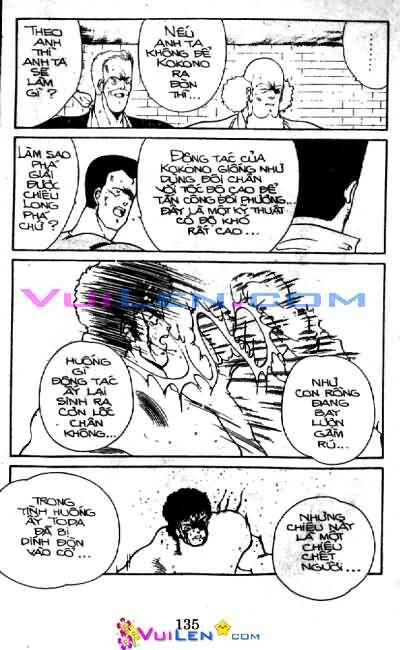 THEO
ANH
THÌ
ANH TA
SẼ
LÀM
GÌ?
NẾU
ANH TA
KHÔNG ĐỂ
KOKONO
RA
ĐÒN
THÌ...
........
LÀM SAO
PHÁ
GIẢI
ĐƯỢC
CHIÊU
LONG
PHÁ
CHỨ?
ĐỘNG TÁC CỦA
KOKONO GIỐNG NHƯ
DÙNG ĐÔI CHÂN
VỚI TỐC ĐỘ CAO ĐỂ
TẤN CÔNG ĐỐI PHƯƠNG...
ĐÂY LÀ MỘT KỸ THUẬT
CÓ ĐỘ KHÓ
RẤT CAO...
VUILEN.COM
HUỐNG
GÌ
ĐỘNG TÁC
ẤY LẠI
SINH RA
CƠN LỐC
CHÂN
KHÔNG...
NHƯ
CON RỒNG
ĐANG
BAY
LƯỢN
GẦM
RÚ...
TRONG
TÌNH HUỐNG
ẤY TODA
ĐÃ BỊ
DÍNH ĐÒN
VÀO CỔ...
NHƯNG
CHIÊU NÀY
LÀ MỘT
CHIÊU
CHẾT
NGƯỜI...
135
VUILEN.COM